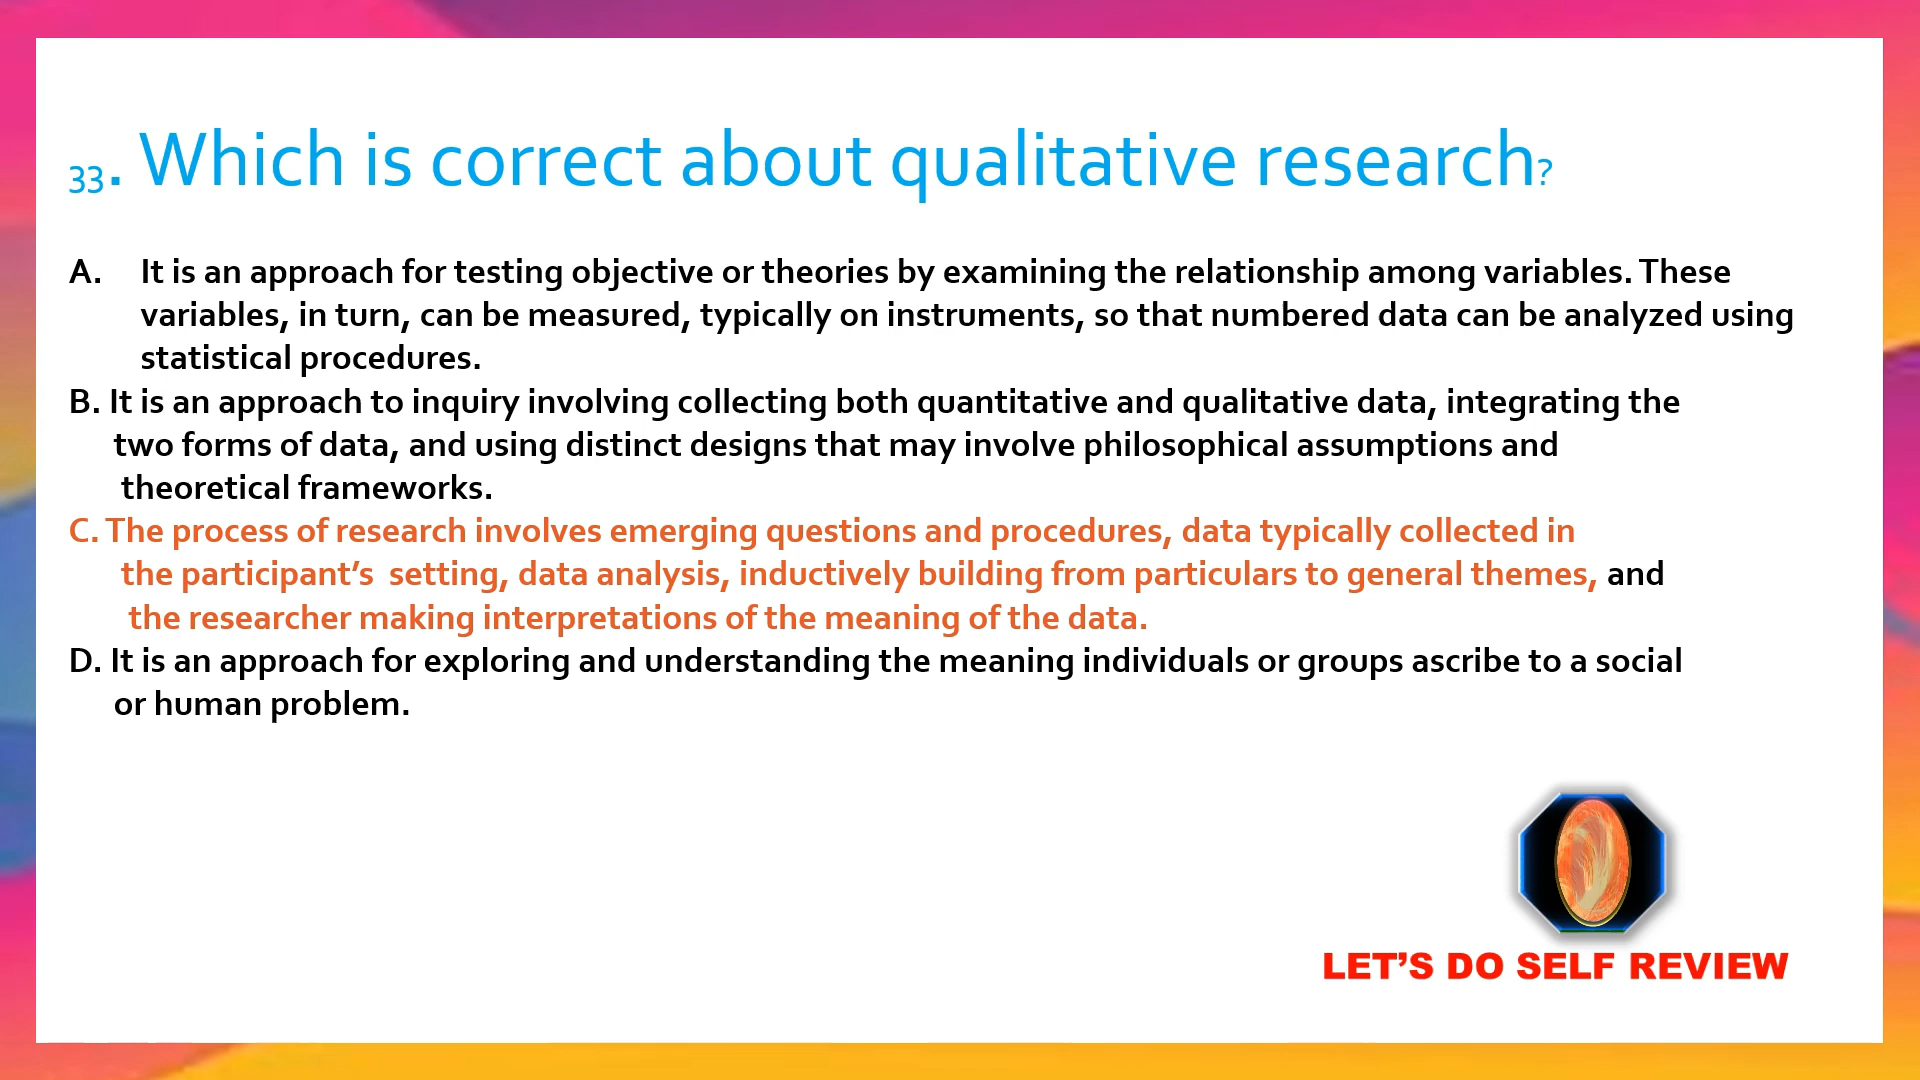 33. Which is correct about qualitative research?
A. It is an approach for testing objective or theories by examining the relationship among variables. These
variables, in turn, can be measured, typically on instruments, so that numbered data can be analyzed using
statistical procedures.
B. It is an approach to inquiry involving collecting both quantitative and qualitative data, integrating the
two forms of data, and using distinct designs that may involve philosophical assumptions and
theoretical frameworks.
C. The process of research involves emerging questions and procedures, data typically collected in
the participant’s setting, data analysis, inductively building from particulars to general themes, and
the researcher making interpretations of the meaning of the data.
D. It is an approach for exploring and understanding the meaning individuals or groups ascribe to a social
or human problem.
LET’S DO SELF REVIEW